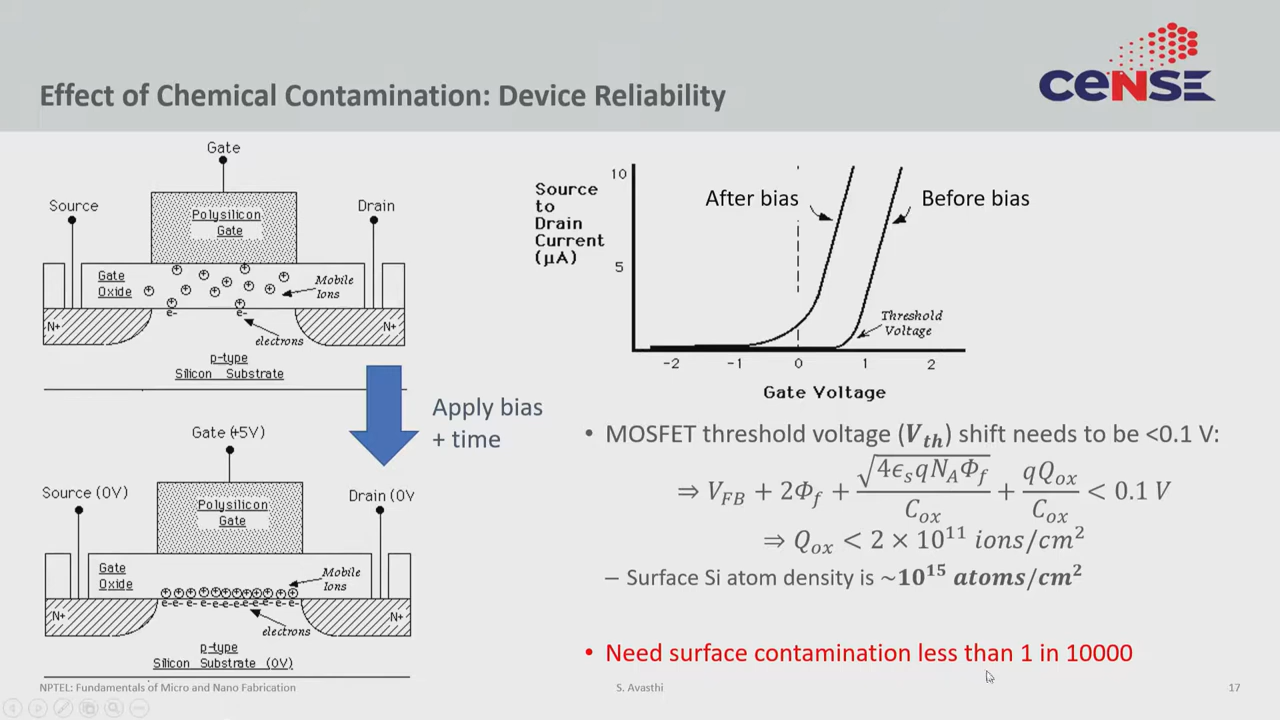 Effect of Chemical Contamination: Device Reliability
CeNSE
Gate
Source
Drain
Polysilicon
Gate
Gate
Oxide
Mobile
Ions
e-
e-
N+
N+
electrons
p-type
Silicon Substrate
Apply bias
+ time
Gate (+5V)
Source (0V)
Drain (0V
Polysilicon
Gate
Gate
Oxide
Mobile
Ions
e-e-e-e-e-e-e-e-e- e-
N+
N+
electrons
p-type
Silicon Substrate (0V)
Source
to
Drain
Current
(µA)
10
5
After bias
Before bias
Threshold
Voltage
-2 -1 0 1 2
Gate Voltage
• MOSFET threshold voltage (V_th) shift needs to be <0.1 V:
⇒ V_FB + 2Φ_f + √(4ϵ_s qN_AΦ_f)/C_ox + qQ_ox/C_ox < 0.1 V
⇒ Q_ox < 2 × 10^11 ions/cm^2
– Surface Si atom density is ~10^15 atoms/cm^2
• Need surface contamination less than 1 in 10000
NPTEL: Fundamentals of Micro and Nano Fabrication
S. Avasthi
17